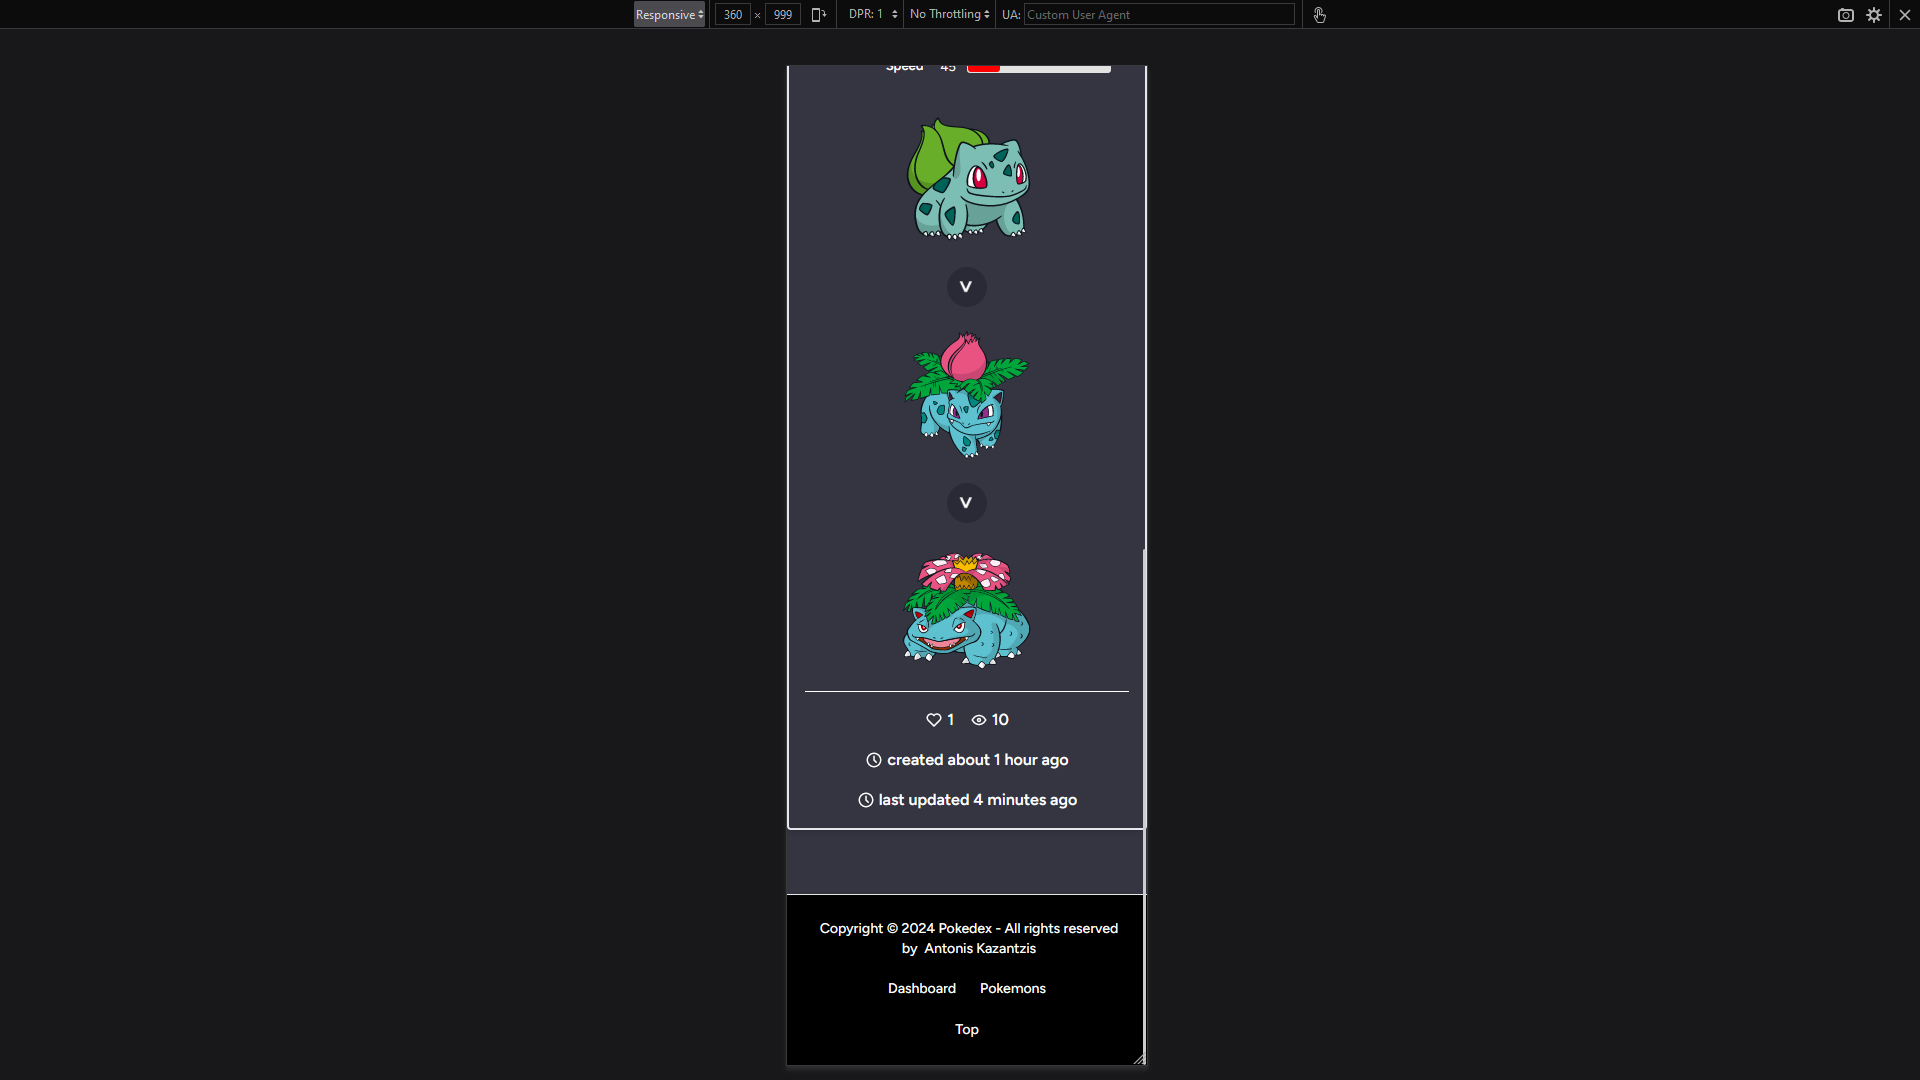 Responsive 360 × 999 DPR: 1 No Throttling UA: Custom User Agent
Speed 45
V
V
1 10
created about 1 hour ago
last updated 4 minutes ago
Copyright © 2024 Pokedex - All rights reserved
by Antonis Kazantzis
Dashboard Pokemons
Top